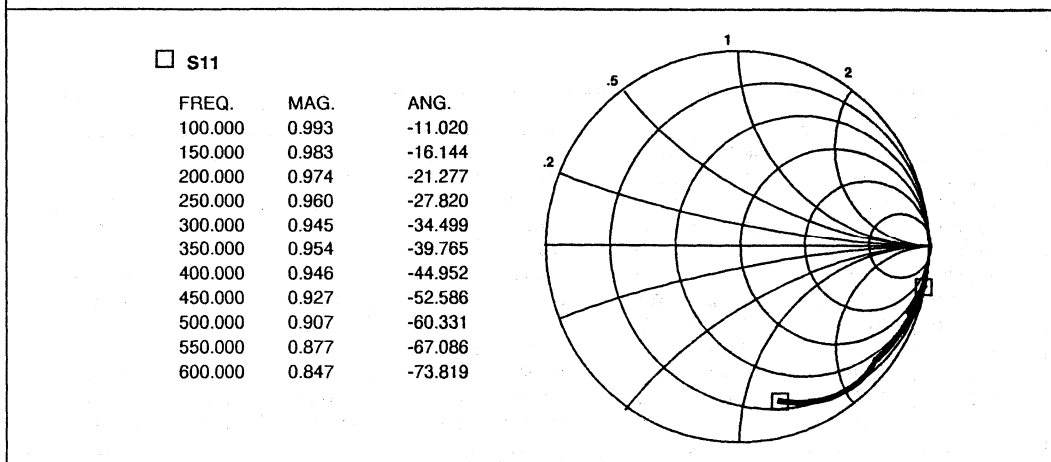 S11
FREQ. MAG. ANG.
100.000 0.993 -11.020
150.000 0.983 -16.144
200.000 0.974 -21.277
250.000 0.960 -27.820
300.000 0.945 -34.499
350.000 0.954 -39.765
400.000 0.946 -44.952
450.000 0.927 -52.586
500.000 0.907 -60.331
550.000 0.877 -67.086
600.000 0.847 -73.819
1
.5
2
.2